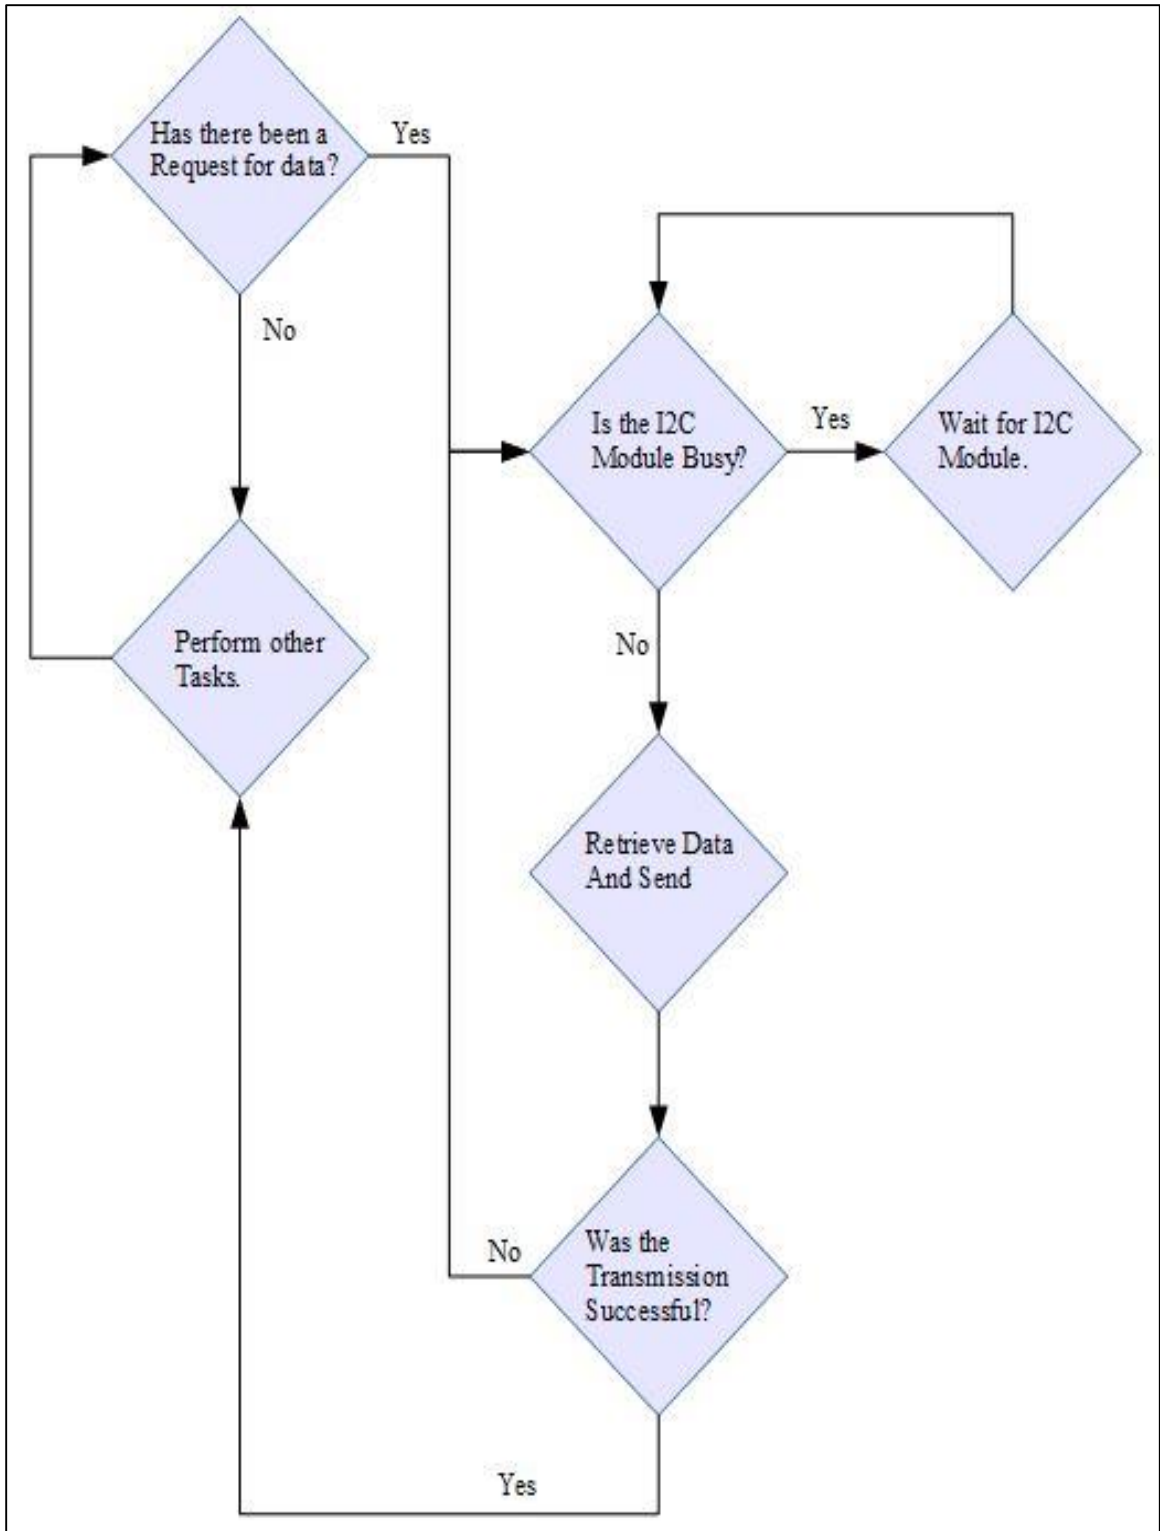 Has there been a
Request for data?
Yes
No
Is the I2C
Module Busy?
Yes
Wait for I2C
Module.
No
Perform other
Tasks.
Retrieve Data
And Send
No
Was the
Transmission
Successful?
Yes